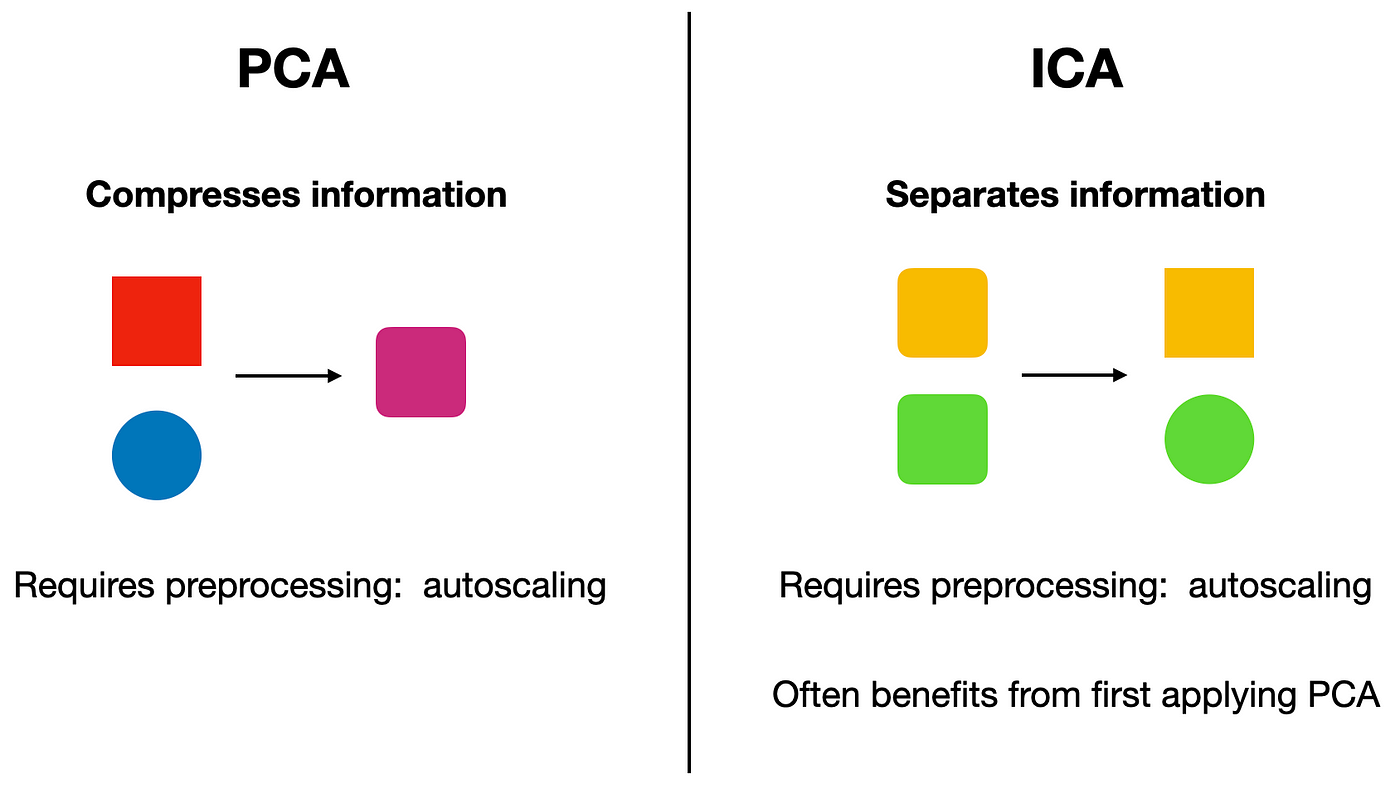 PCA
Compresses information
Requires preprocessing:  autoscaling
ICA
Separates information
Requires preprocessing:  autoscaling
Often benefits from first applying PCA